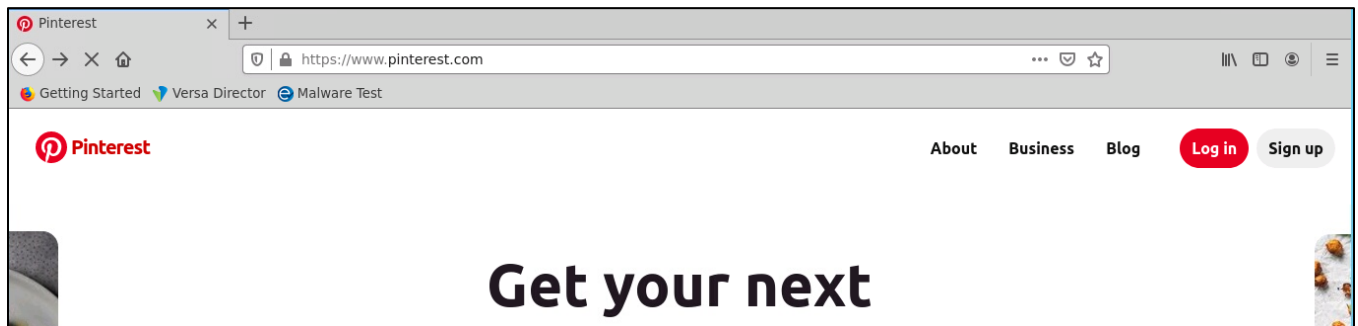 Pinterest
https://www.pinterest.com
Getting Started Versa Director Malware Test
Pinterest About Business Blog Log in Sign up
Get your next